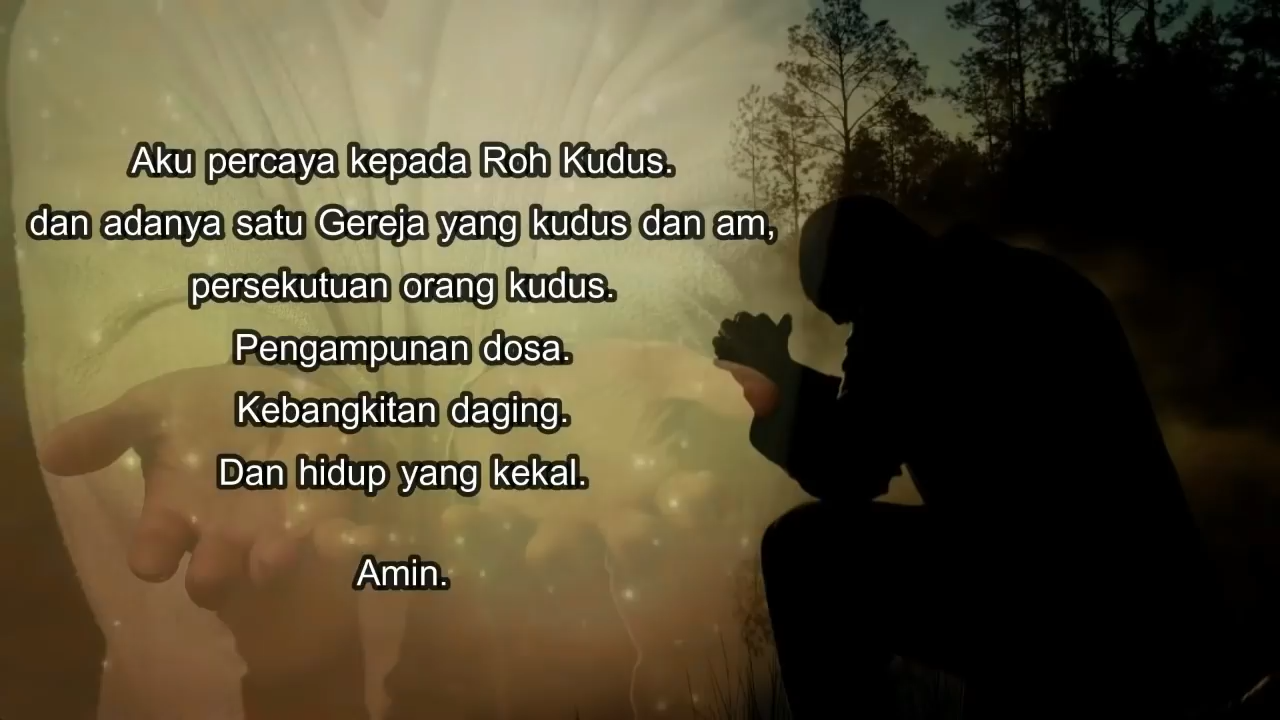 Aku percaya kepada Roh Kudus.
dan adanya satu Gereja yang kudus dan am,
persekutuan orang kudus.
Pengampunan dosa.
Kebangkitan daging.
Dan hidup yang kekal.
Amin.